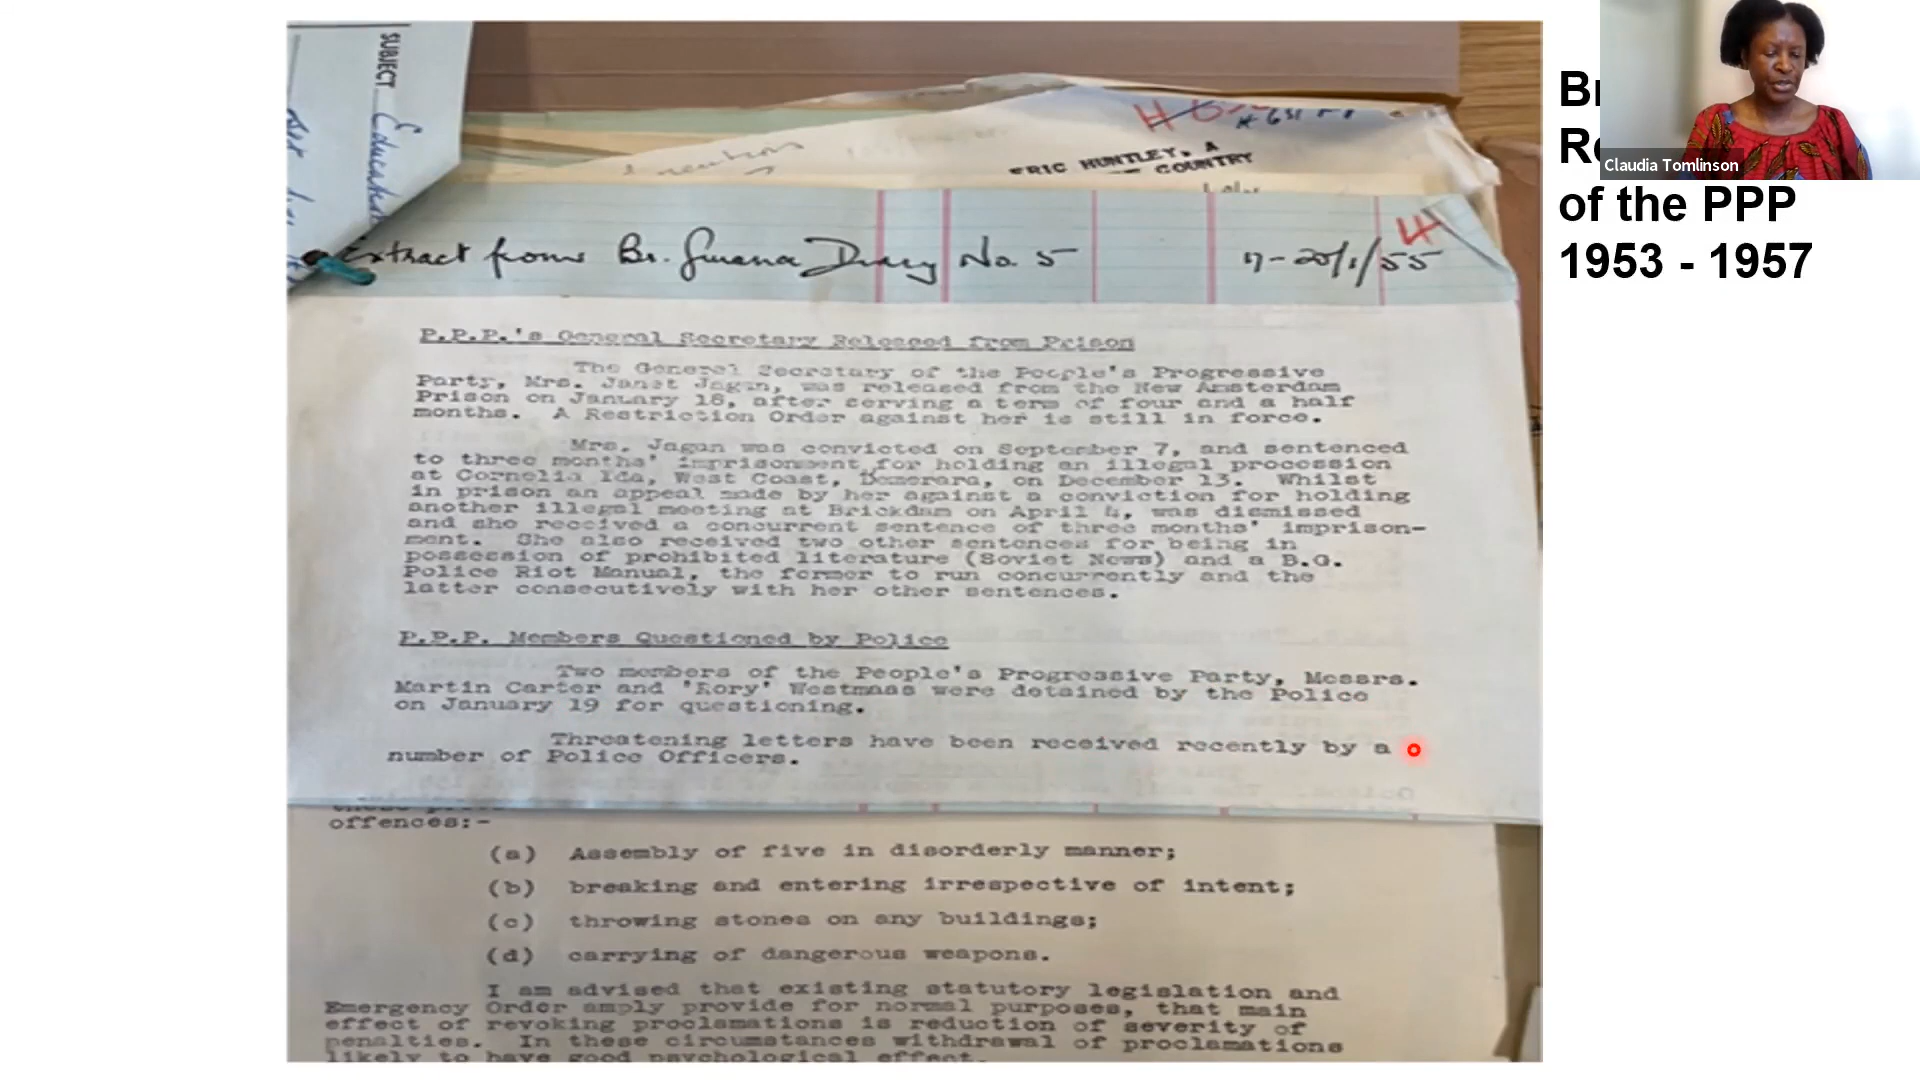 SUBJECT Education
ERIC HUNTLEY, A
COUNTRY
4
Extract from Br. Guiana Diary No. 5 17-20/1/55
P.P.P.'s General Secretary Released from Prison
The General Secretary of the People's Progressive
Party, Mrs. Janet Jagan, was released from the New Amsterdam
Prison on January 18, after serving a term of four and a half
months. A Restriction Order against her is still in force.
Mrs. Jagan was convicted on September 7, and sentenced
to three months' imprisonment for holding an illegal procession
at Cornelia Ida, West Coast, Demerara, on December 13. Whilst
in prison an appeal made by her against a conviction for holding
another illegal meeting at Brickdam on April 4, was dismissed
and she received a concurrent sentence of three months' imprison-
ment. She also received two other sentences for being in
possession of prohibited literature (Soviet News) and a B.G.
Police Riot Manual, the former to run concurrently and the
latter consecutively with her other sentences.
P.P.P. Members Questioned by Police
Two members of the People's Progressive Party, Messrs.
Martin Carter and 'Rory' Westmaas were detained by the Police
on January 19 for questioning.
Threatening letters have been received recently by a
number of Police Officers.
offences:-
(a) Assembly of five in disorderly manner;
(b) breaking and entering irrespective of intent;
(c) throwing stones on any buildings;
(d) carrying of dangerous weapons.
I am advised that existing statutory legislation and
Emergency Order amply provide for normal purposes, that main
effect of revoking proclamations is reduction of severity of
penalties. In these circumstances withdrawal of proclamations
likely to have good psychological effect.
of the PPP
1953 - 1957
Claudia Tomlinson